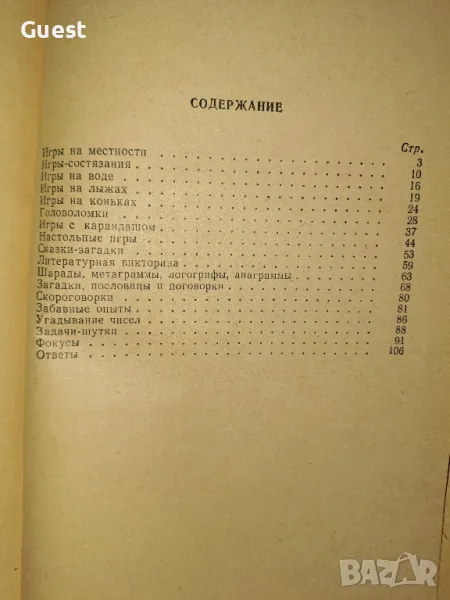 Guest
СОДЕРЖАНИЕ
Стр.
Игры на местности . . . . . . . . 3
Игры-состязания . . . . . . . . 10
Игры на воде . . . . . . . . 16
Игры на лыжах . . . . . . . . 19
Игры на коньках . . . . . . . . 24
Головоломки . . . . . . . . 28
Игры с карандашом . . . . . . . . 37
Настольные игры . . . . . . . . 44
Сказки-загадки . . . . . . . . 53
Литературная викторина . . . . . . . . 59
Шарады, метаграммы, логогрифы, анаграммы . . . . . . . . 63
Загадки, пословицы и поговорки . . . . . . . . 68
Скороговорки . . . . . . . . 80
Забавные опыты . . . . . . . . 81
Угадывание чисел . . . . . . . . 86
Задачи-шутки . . . . . . . . 88
Фокусы . . . . . . . . 91
Ответы . . . . . . . . 106
BAZAR.bg